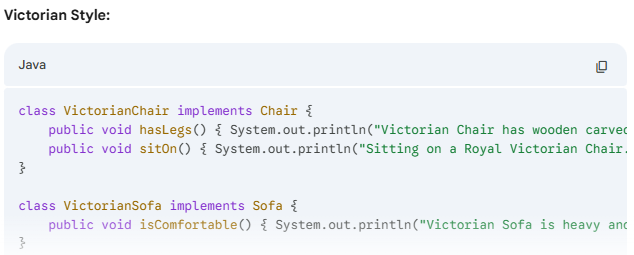 Victorian Style:
Java
class VictorianChair implements Chair {
    public void hasLegs() { System.out.println("Victorian Chair has wooden carved
    public void sitOn() { System.out.println("Sitting on a Royal Victorian Chair.
}
class VictorianSofa implements Sofa {
    public void isComfortable() { System.out.println("Victorian Sofa is heavy and
}